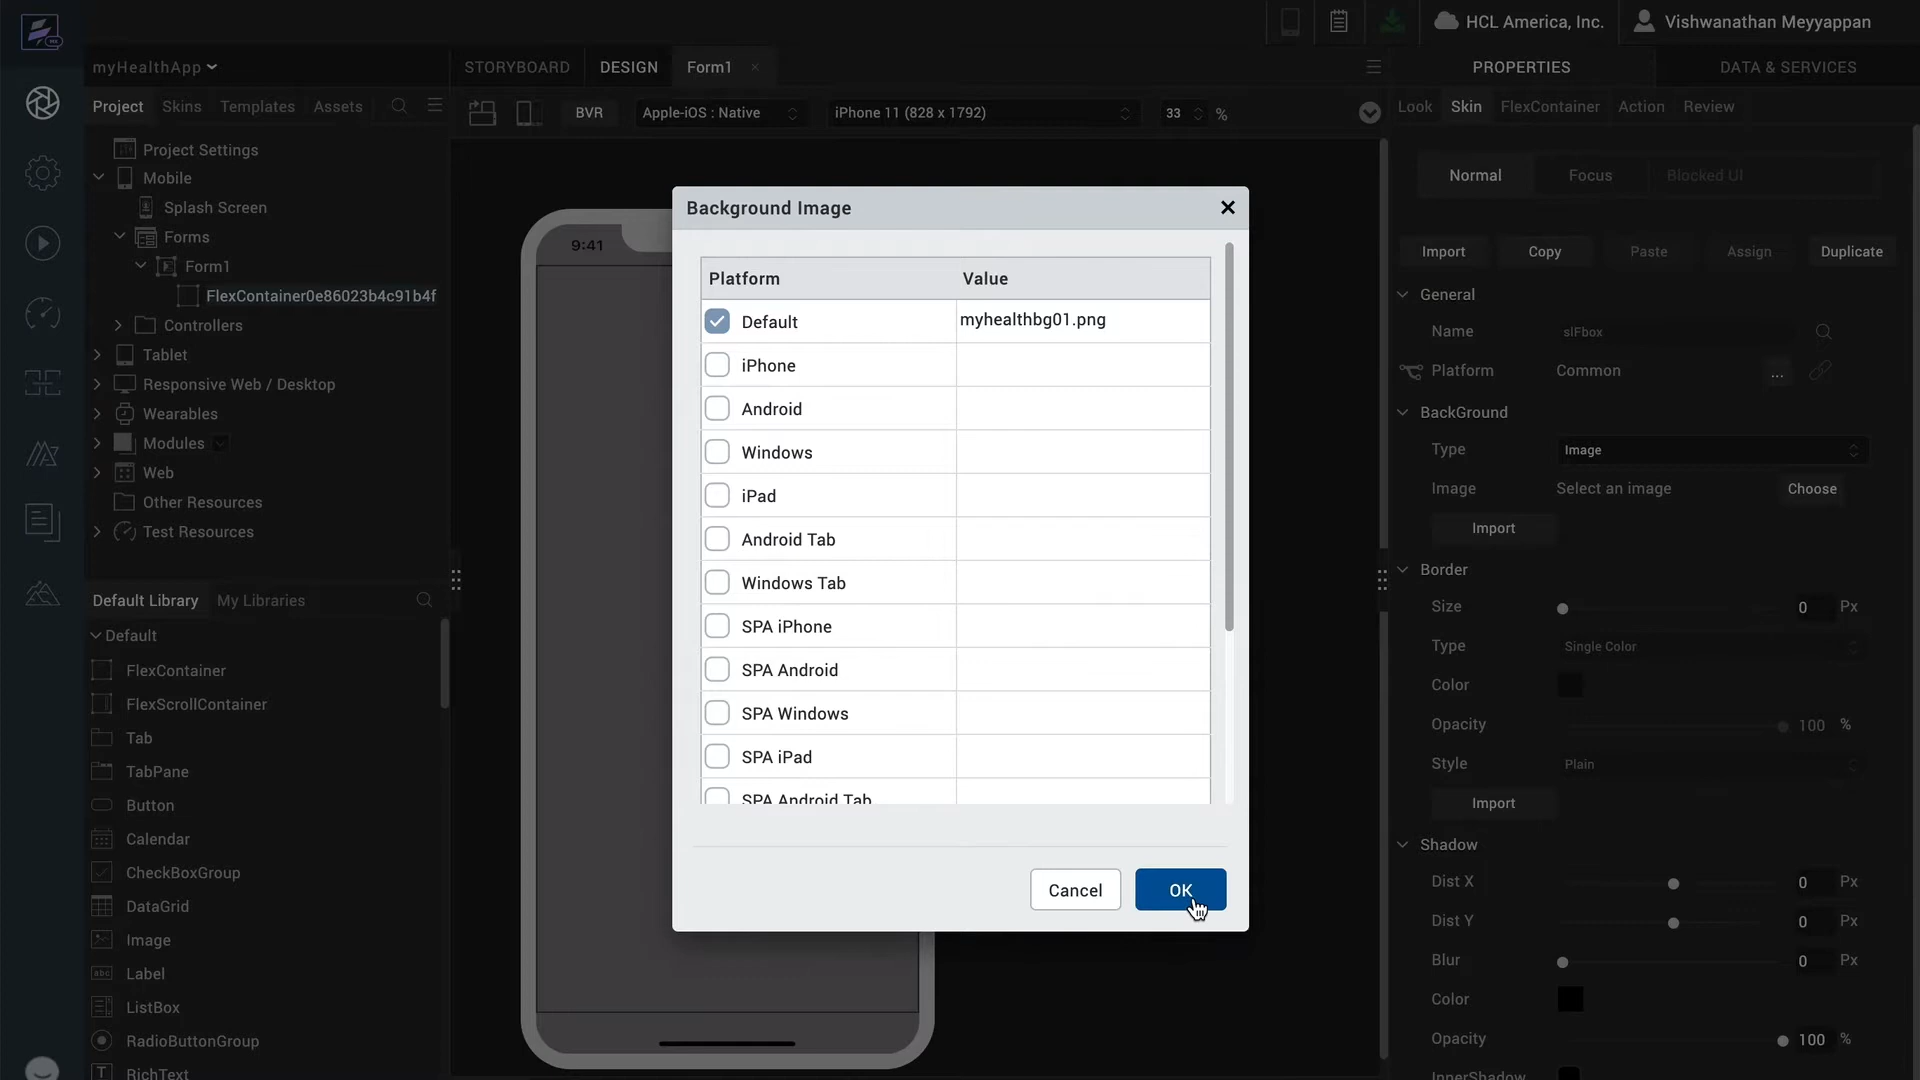 HCL America, Inc.
Vishwanathan Meyyappan
myHealthApp
STORYBOARD
DESIGN
Form1
PROPERTIES
DATA & SERVICES
Project
Skins
Templates
Assets
BVR
Apple-iOS : Native
iPhone 11 (828 x 1792)
33
%
Look
Skin
FlexContainer
Action
Review
Project Settings
Mobile
Splash Screen
Forms
Form1
FlexContainer0e86023b4c91b4f
Controllers
Tablet
Responsive Web / Desktop
Wearables
Modules
Web
Other Resources
Test Resources
Default Library
My Libraries
Default
FlexContainer
FlexScrollContainer
Tab
TabPane
Button
Calendar
CheckBoxGroup
DataGrid
Image
abc
Label
ListBox
RadioButtonGroup
RichText
9:41
Background Image
Platform
Value
Default
myhealthbg01.png
iPhone
Android
Windows
iPad
Android Tab
Windows Tab
SPA iPhone
SPA Android
SPA Windows
SPA iPad
SPA Android Tab
Cancel
OK
Normal
Focus
Blocked UI
Import
Copy
Paste
Assign
Duplicate
General
Name
slFbox
Platform
Common
...
BackGround
Type
Image
Image
Select an image
Choose
Import
Border
Size
0
Px
Type
Single Color
Color
Opacity
100
%
Style
Plain
Import
Shadow
Dist X
0
Px
Dist Y
0
Px
Blur
0
Px
Color
Opacity
100
%
InnerShadow